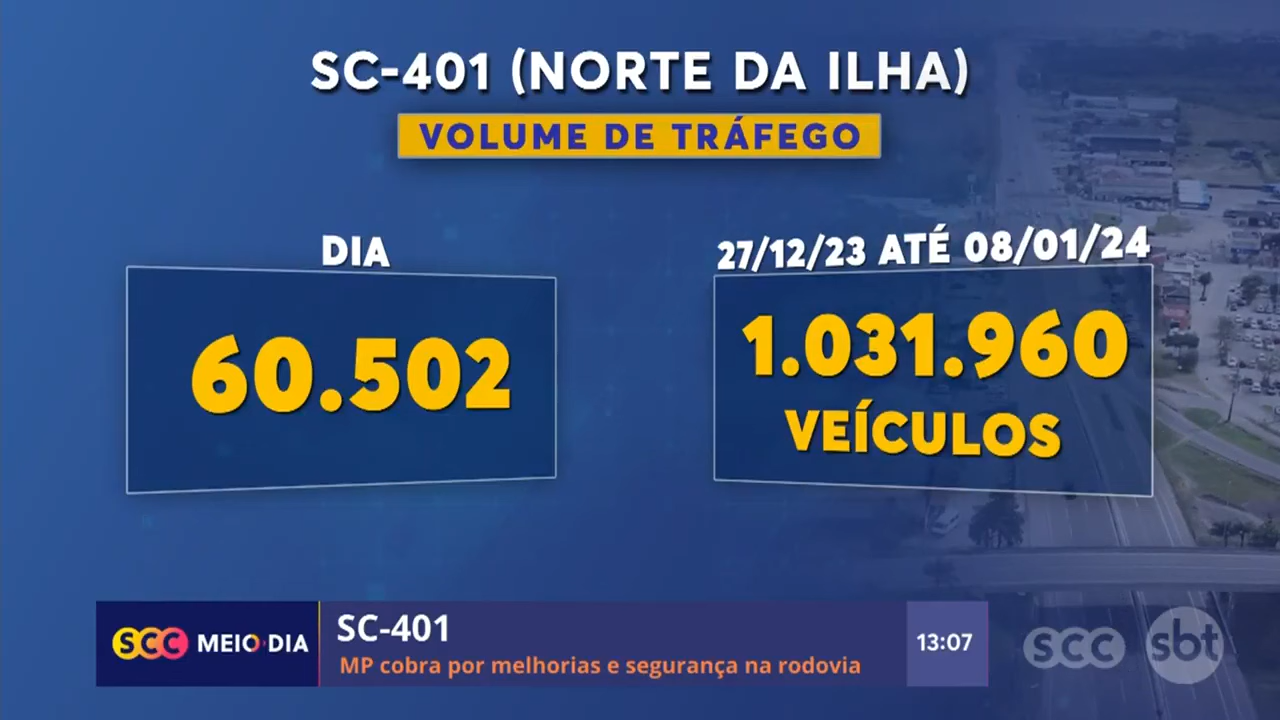 SC-401 (NORTE DA ILHA)
VOLUME DE TRÁFEGO
DIA
60.502
27/12/23 ATÉ 08/01/24
1.031.960
VEÍCULOS
SCC MEIO DIA
SC-401
MP cobra por melhorias e segurança na rodovia
13:07
scc sbt